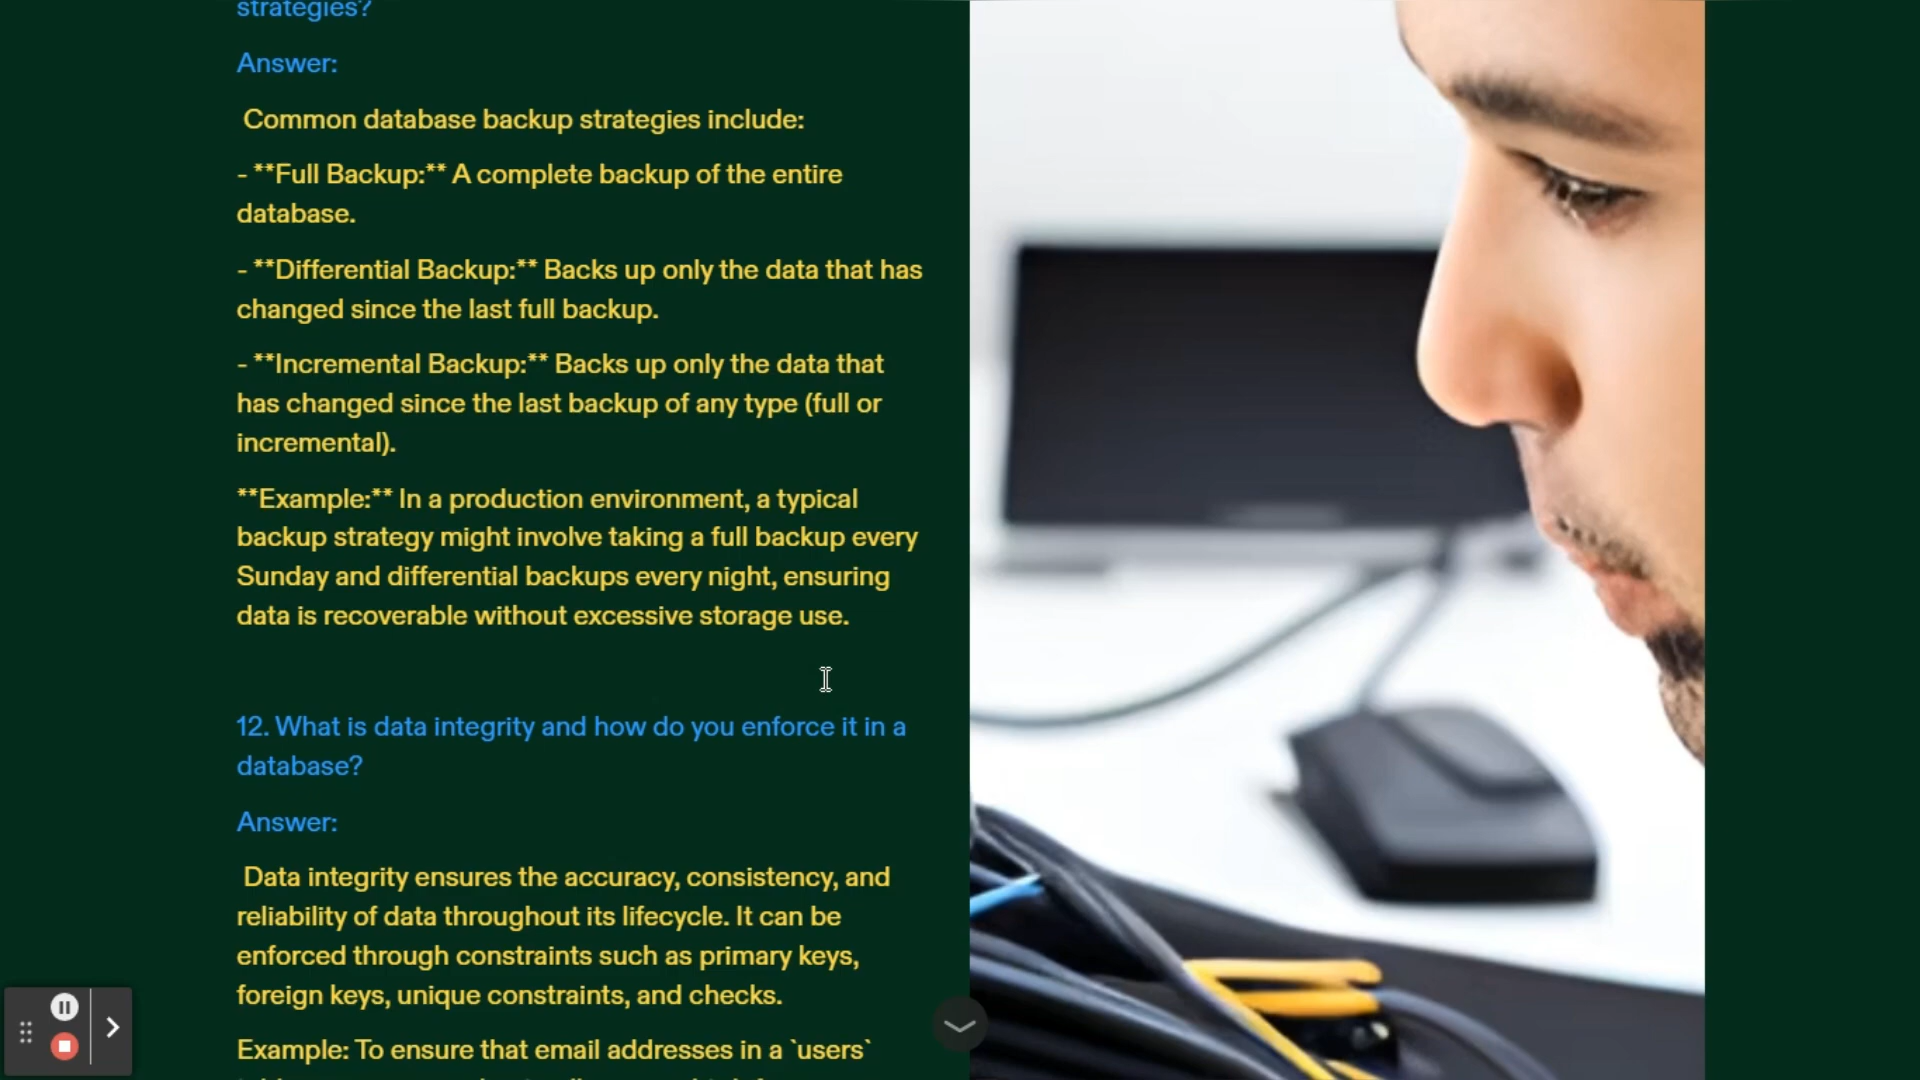 strategies?
Answer:
Common database backup strategies include:
- **Full Backup:** A complete backup of the entire
database.
- **Differential Backup:** Backs up only the data that has
changed since the last full backup.
- **Incremental Backup:** Backs up only the data that
has changed since the last backup of any type (full or
incremental).
**Example:** In a production environment, a typical
backup strategy might involve taking a full backup every
Sunday and differential backups every night, ensuring
data is recoverable without excessive storage use.
12. What is data integrity and how do you enforce it in a
database?
Answer:
Data integrity ensures the accuracy, consistency, and
reliability of data throughout its lifecycle. It can be
enforced through constraints such as primary keys,
foreign keys, unique constraints, and checks.
Example: To ensure that email addresses in a `users`